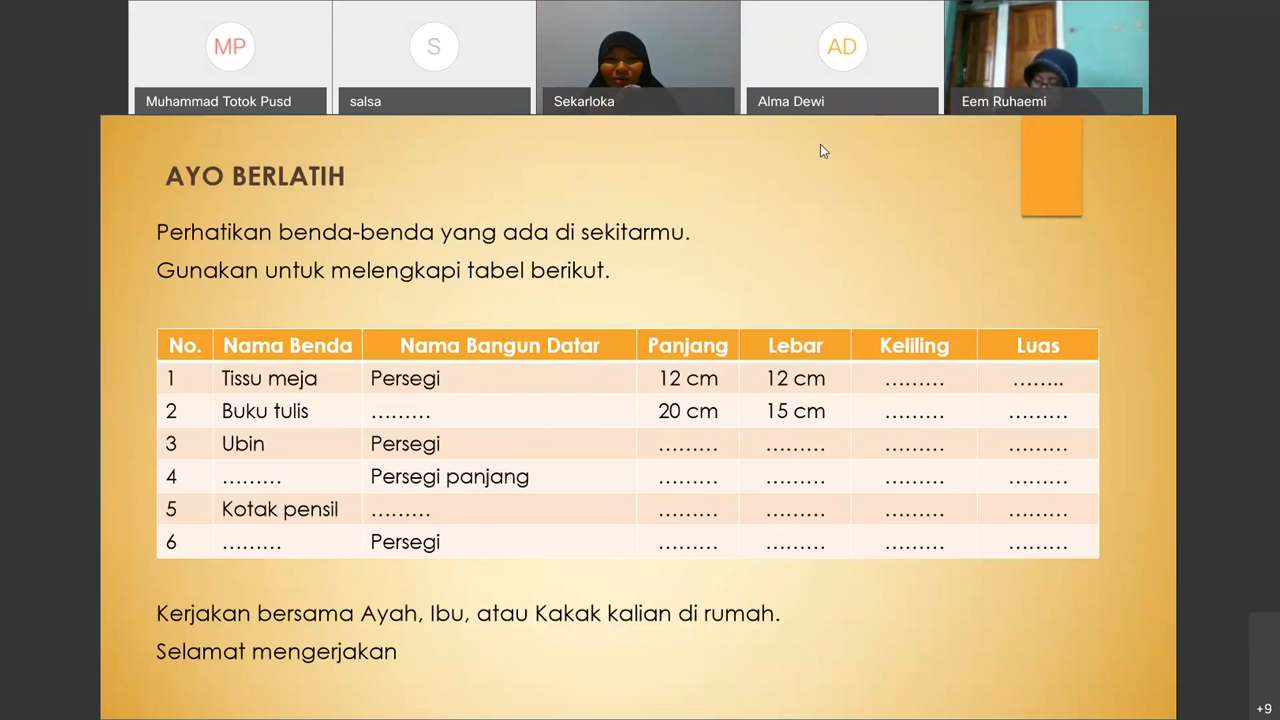 MP
S
AD
Muhammad Totok Pusd
salsa
Sekarloka
Alma Dewi
Eem Ruhaemi
AYO BERLATIH
Perhatikan benda-benda yang ada di sekitarmu.
Gunakan untuk melengkapi tabel berikut.
No. Nama Benda Nama Bangun Datar Panjang Lebar Keliling Luas
1 Tissu meja Persegi 12 cm 12 cm ......... ........
2 Buku tulis ......... 20 cm 15 cm ......... .........
3 Ubin Persegi ......... ......... ......... .........
4 ......... Persegi panjang ......... ......... ......... .........
5 Kotak pensil ......... ......... ......... ......... .........
6 ......... Persegi ......... ......... ......... .........
Kerjakan bersama Ayah, Ibu, atau Kakak kalian di rumah.
Selamat mengerjakan
+9